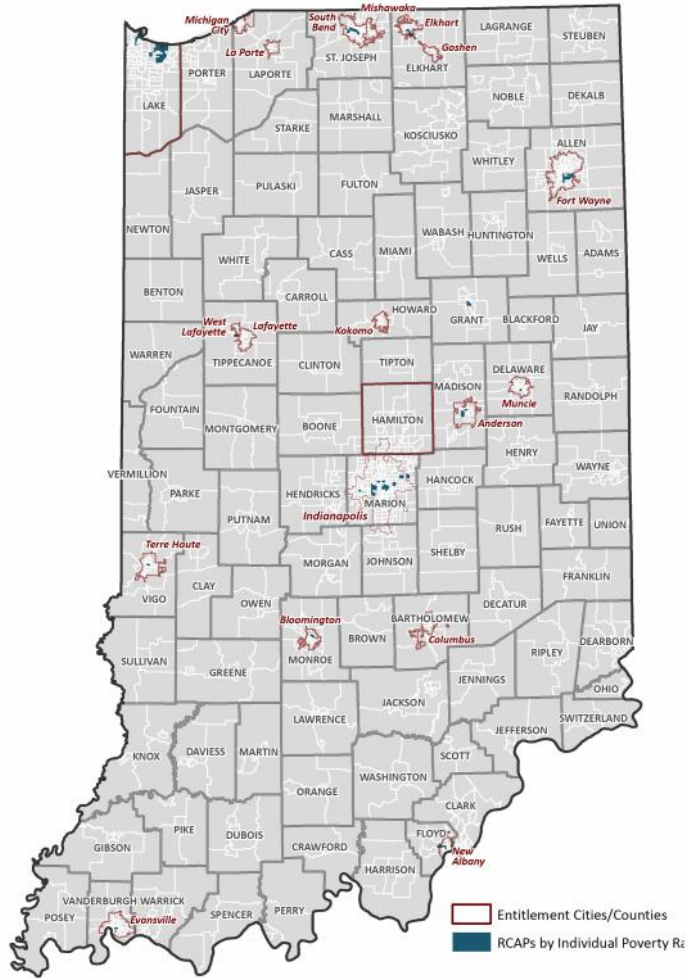 Mishawaka
Michigan
City
South
Bend
Elkhart
LAGRANGE
STEUBEN
La Porte
Goshen
PORTER
LAPORTE
ST. JOSEPH
ELKHART
LAKE
NOBLE
DEKALB
MARSHALL
STARKE
KOSCIUSKO
ALLEN
WHITLEY
JASPER
PULASKI
FULTON
Fort Wayne
NEWTON
WABASH
HUNTINGTON
WHITE
CASS
MIAMI
WELLS
ADAMS
BENTON
CARROLL
HOWARD
GRANT
BLACKFORD
JAY
West
Lafayette
Lafayette
Kokomo
WARREN
TIPPECANOE
CLINTON
TIPTON
DELAWARE
MADISON
RANDOLPH
Muncie
FOUNTAIN
MONTGOMERY
BOONE
HAMILTON
Anderson
HENRY
WAYNE
VERMILLION
PARKE
HENDRICKS
HANCOCK
MARION
Indianapolis
PUTNAM
RUSH
FAYETTE
UNION
Terre Haute
SHELBY
MORGAN
JOHNSON
FRANKLIN
CLAY
VIGO
OWEN
DECATUR
Bloomington
BARTHOLOMEW
BROWN
Columbus
DEARBORN
RIPLEY
SULLIVAN
MONROE
GREENE
JENNINGS
OHIO
JACKSON
LAWRENCE
SWITZERLAND
JEFFERSON
KNOX
DAVIESS
MARTIN
SCOTT
WASHINGTON
ORANGE
CLARK
PIKE
DUBOIS
FLOYD
GIBSON
CRAWFORD
New
Albany
HARRISON
VANDERBURGH
WARRICK
POSEY
Evansville
SPENCER
PERRY
Entitlement Cities/Counties
RCAPs by Individual Poverty Ra